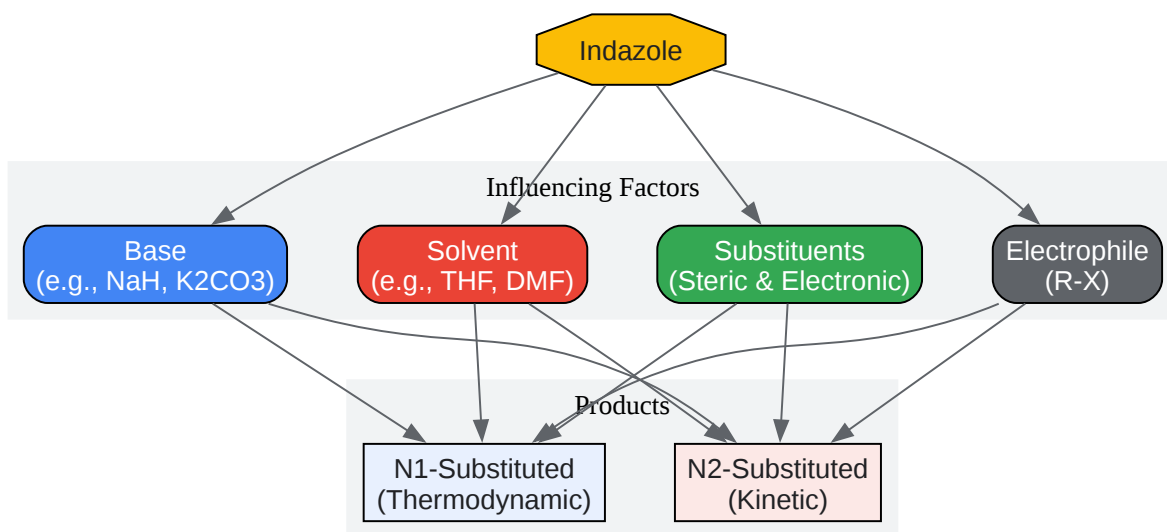 Indazole
Influencing Factors
Base
(e.g., NaH, K2CO3)
Solvent
(e.g., THF, DMF)
Substituents
(Steric & Electronic)
Electrophile
(R-X)
Products
N1-Substituted
(Thermodynamic)
N2-Substituted
(Kinetic)